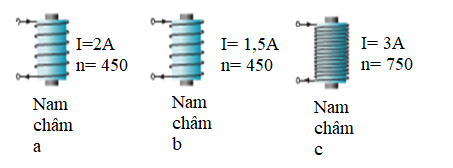 I=2A
n= 450
Nam
châm
a
I= 1,5A
n= 450
Nam
châm
b
I= 3A
n= 750
Nam
châm
c